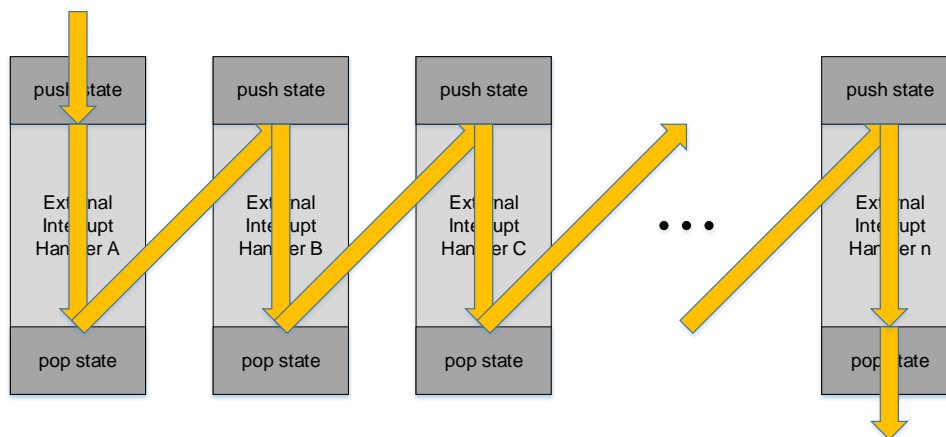 push state
push state
push state
push state
External
Interrupt
Handler A
External
Interrupt
Handler B
External
Interrupt
Handler C
• • •
External
Interrupt
Handler n
pop state
pop state
pop state
pop state